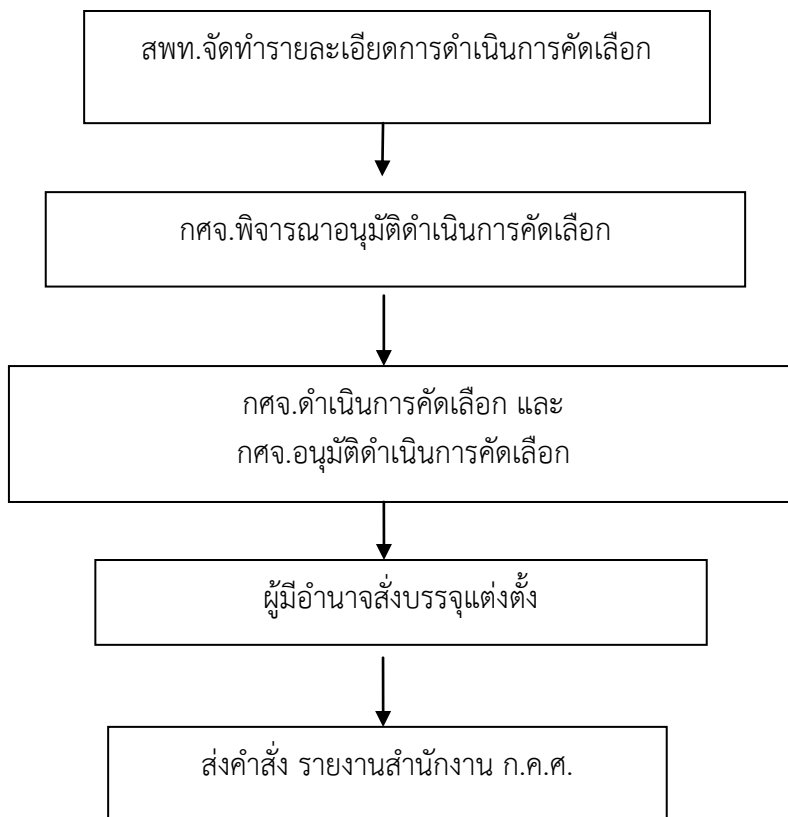 สพท.จัดทำรายละเอียดการดำเนินการคัดเลือก
กศจ.พิจารณาอนุมัติดำเนินการคัดเลือก
กศจ.ดำเนินการคัดเลือก และ
กศจ.อนุมัติดำเนินการคัดเลือก
ผู้มีอำนาจสั่งบรรจุแต่งตั้ง
ส่งคำสั่ง รายงานสำนักงาน ก.ค.ศ.